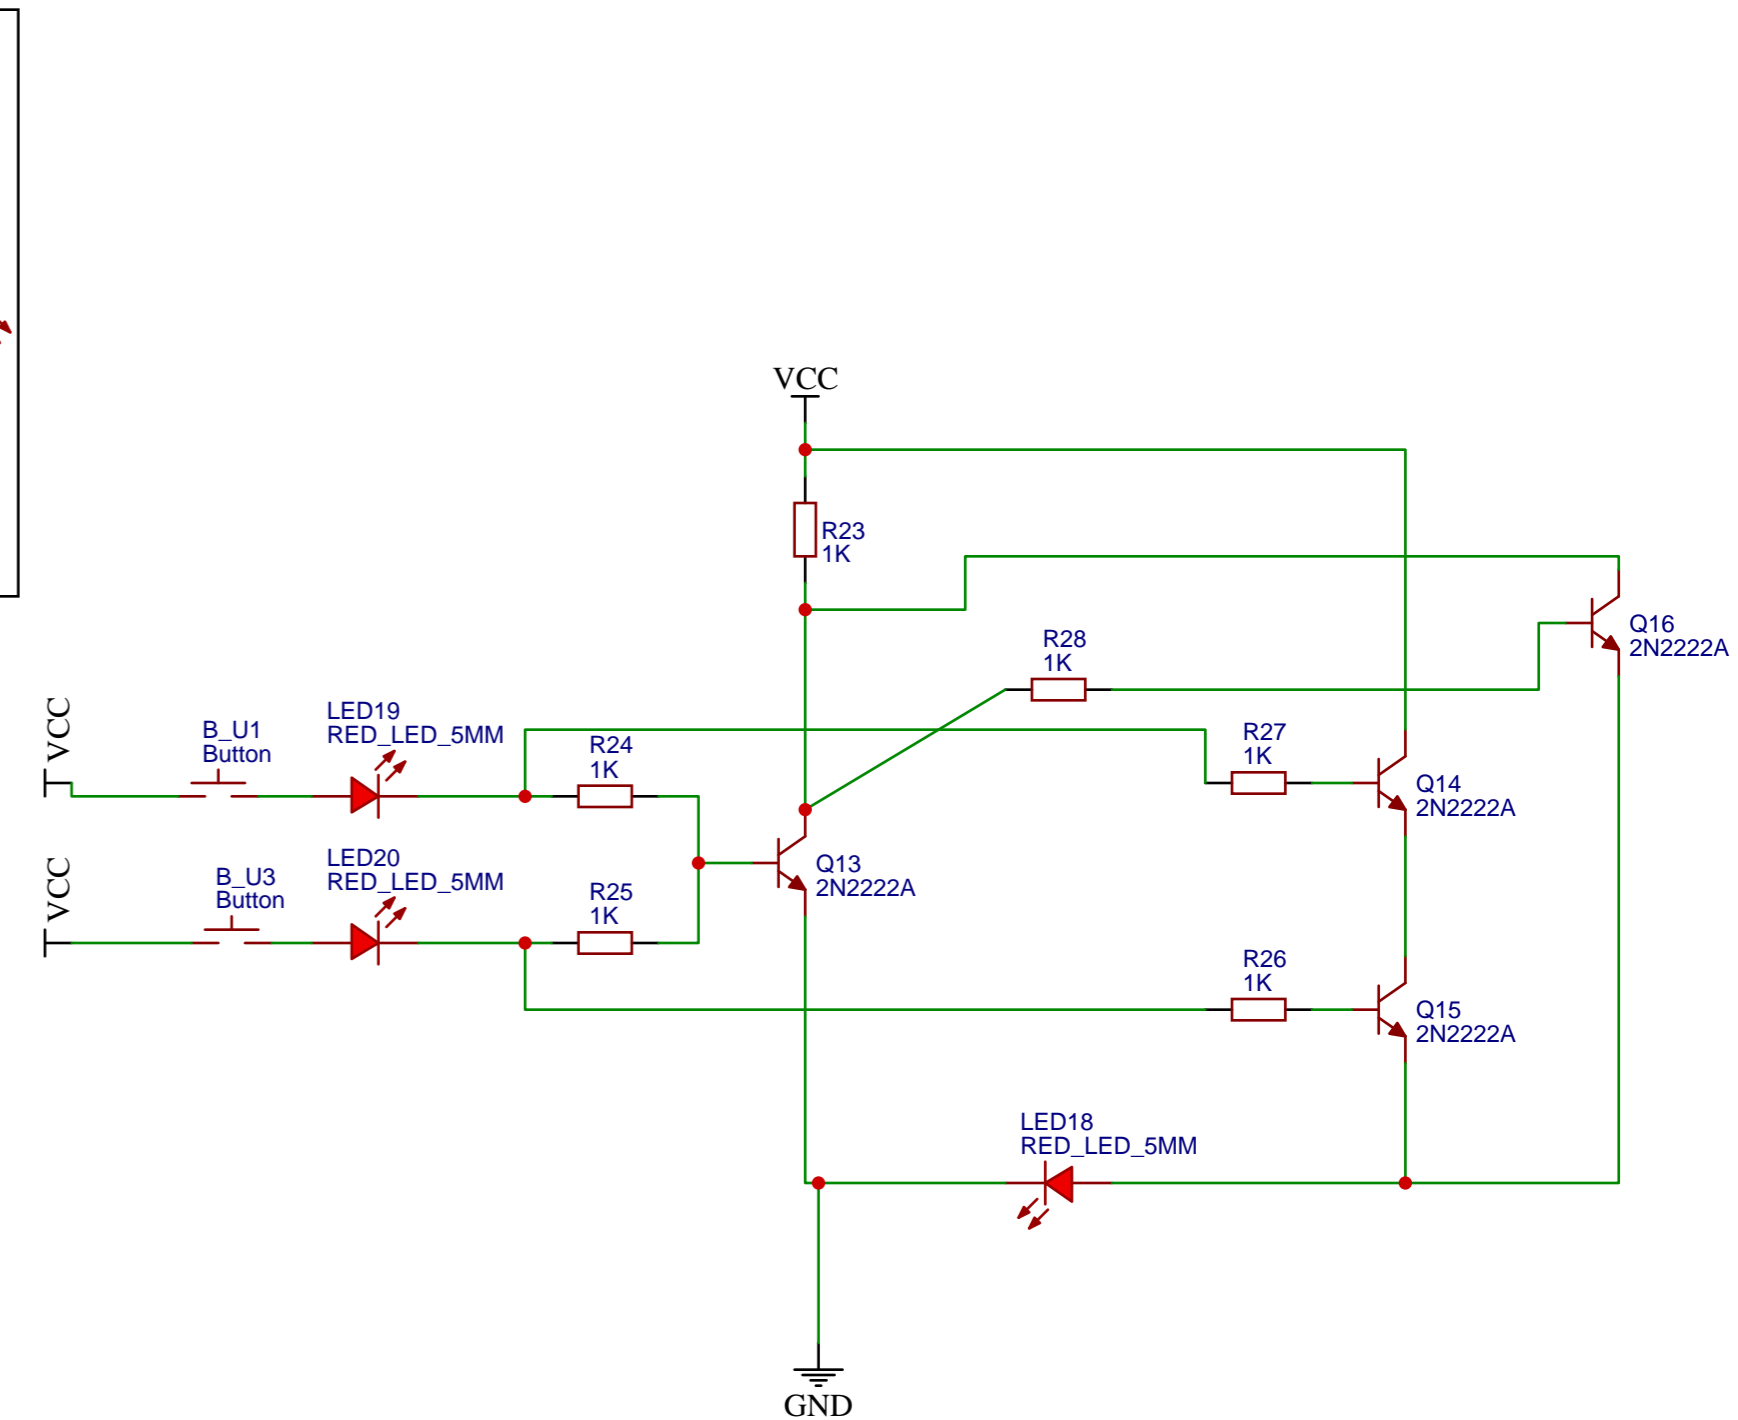 VCC
R23
1K
R28
1K
Q16
2N2222A
VCC
B_U1
Button
LED19
RED_LED_5MM
R24
1K
R27
1K
Q14
2N2222A
VCC
B_U3
Button
LED20
RED_LED_5MM
R25
1K
Q13
2N2222A
R26
1K
Q15
2N2222A
LED18
RED_LED_5MM
GND